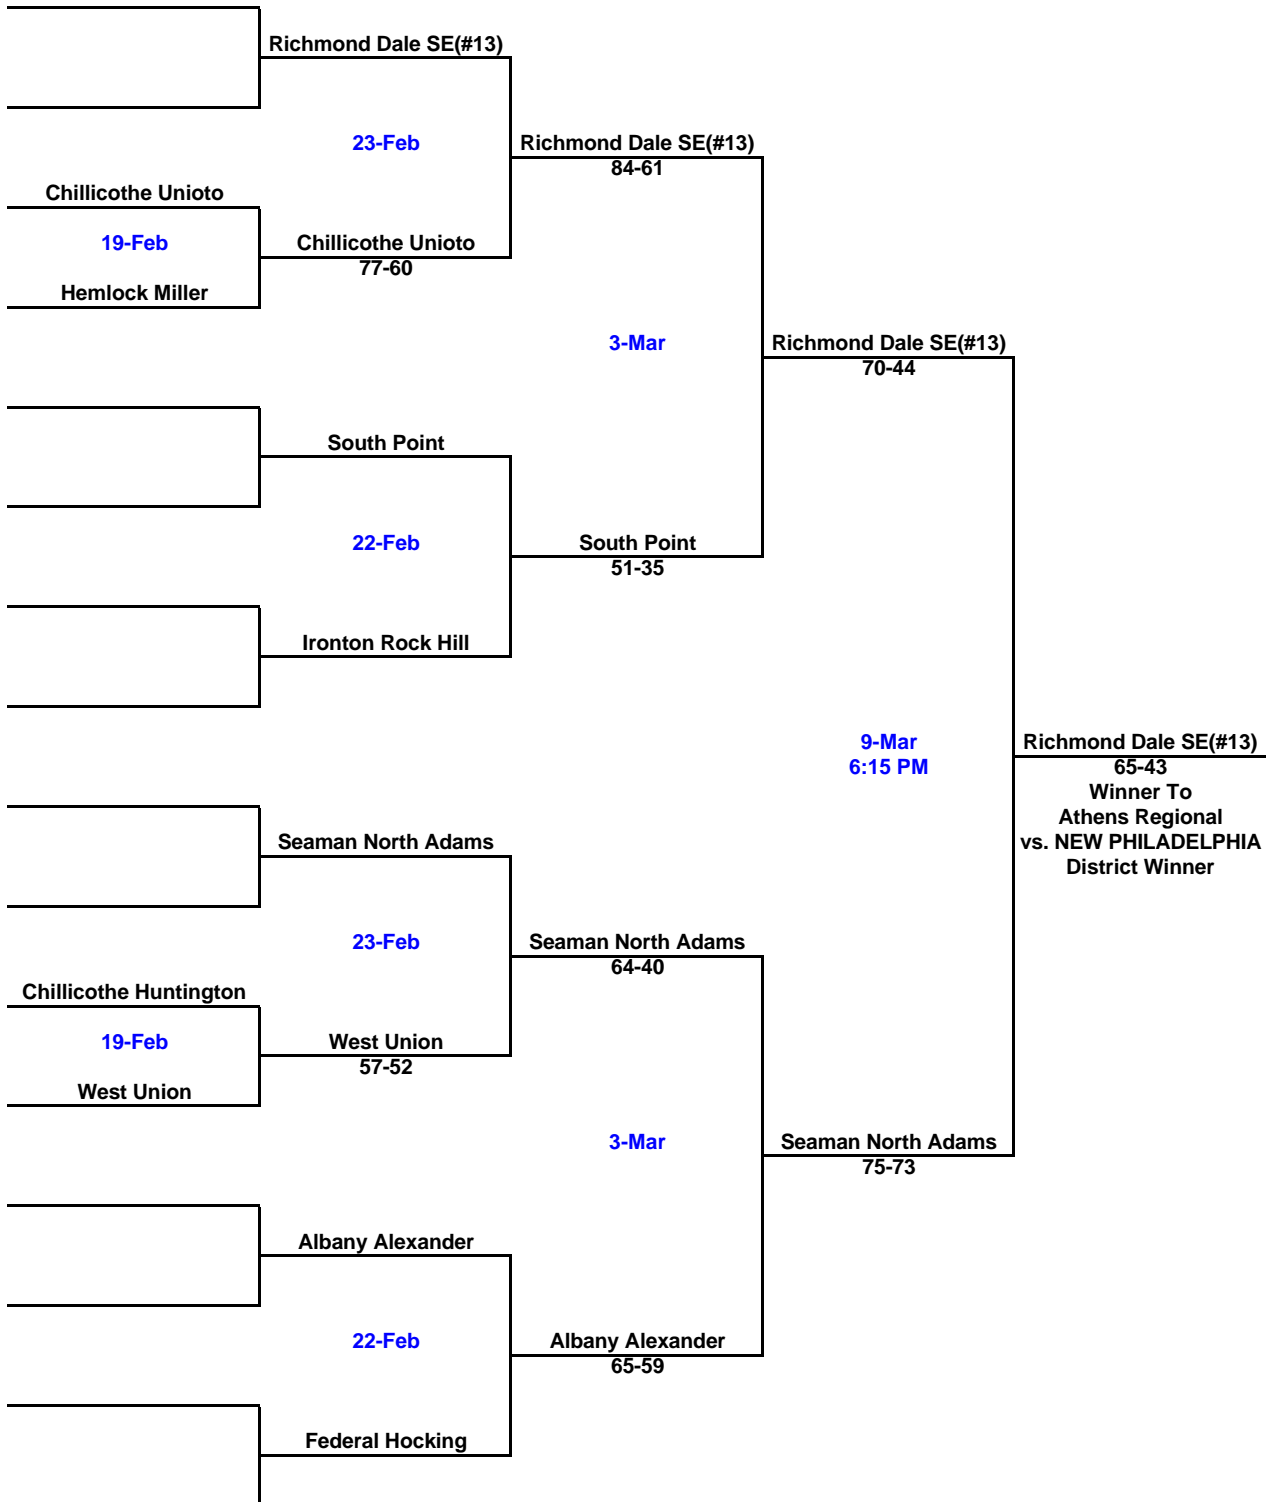 Richmond Dale SE(#13)
23-Feb
Richmond Dale SE(#13)
84-61
Chillicothe Unioto
19-Feb
Chillicothe Unioto
77-60
Hemlock Miller
3-Mar
Richmond Dale SE(#13)
70-44
South Point
22-Feb
South Point
51-35
Ironton Rock Hill
9-Mar
6:15 PM
Richmond Dale SE(#13)
65-43
Winner To
Athens Regional
vs. NEW PHILADELPHIA
District Winner
Seaman North Adams
23-Feb
Seaman North Adams
64-40
Chillicothe Huntington
19-Feb
West Union
57-52
West Union
3-Mar
Seaman North Adams
75-73
Albany Alexander
22-Feb
Albany Alexander
65-59
Federal Hocking